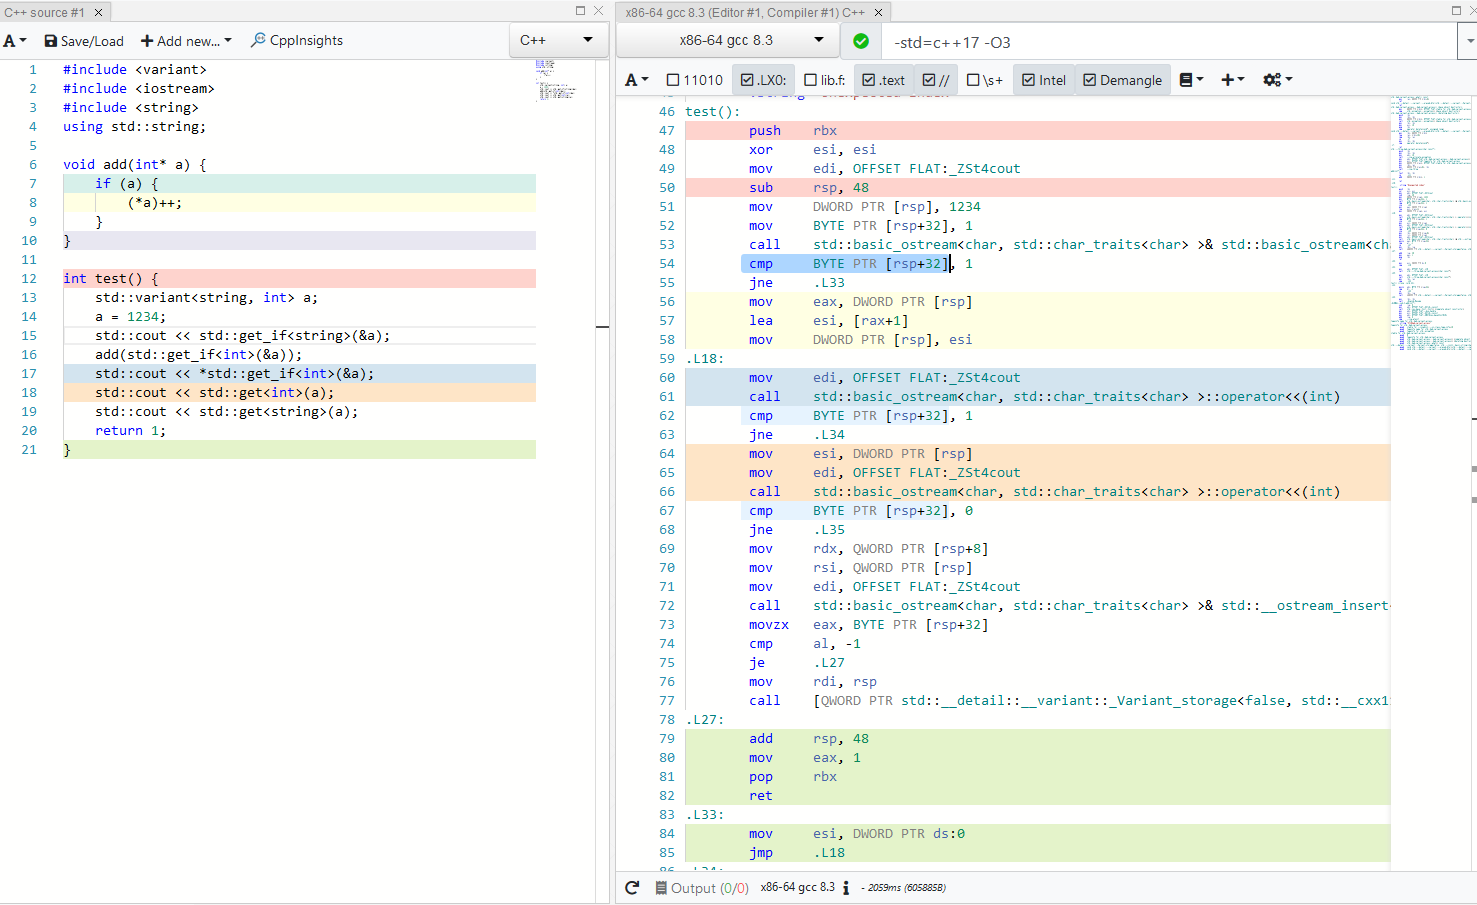 C++ source #1 ×
A Save/Load + Add new... CppInsights C++
1 #include <variant>
2 #include <iostream>
3 #include <string>
4 using std::string;
5
6 void add(int* a) {
7 if (a) {
8 (*a)++;
9 }
10 }
11
12 int test() {
13 std::variant<string, int> a;
14 a = 1234;
15 std::cout << std::get_if<string>(&a);
16 add(std::get_if<int>(&a));
17 std::cout << *std::get_if<int>(&a);
18 std::cout << std::get<int>(a);
19 std::cout << std::get<string>(a);
20 return 1;
21 }
x86-64 gcc 8.3 (Editor #1, Compiler #1) C++ ×
x86-64 gcc 8.3 -std=c++17 -O3
A 11010 .LX0: lib.f: .text // \s+ Intel Demangle
46 test():
47 push rbx
48 xor esi, esi
49 mov edi, OFFSET FLAT:_ZSt4cout
50 sub rsp, 48
51 mov DWORD PTR [rsp], 1234
52 mov BYTE PTR [rsp+32], 1
53 call std::basic_ostream<char, std::char_traits<char> >& std::basic_ostream<ch
54 cmp BYTE PTR [rsp+32], 1
55 jne .L33
56 mov eax, DWORD PTR [rsp]
57 lea esi, [rax+1]
58 mov DWORD PTR [rsp], esi
59 .L18:
60 mov edi, OFFSET FLAT:_ZSt4cout
61 call std::basic_ostream<char, std::char_traits<char> >::operator<<(int)
62 cmp BYTE PTR [rsp+32], 1
63 jne .L34
64 mov esi, DWORD PTR [rsp]
65 mov edi, OFFSET FLAT:_ZSt4cout
66 call std::basic_ostream<char, std::char_traits<char> >::operator<<(int)
67 cmp BYTE PTR [rsp+32], 0
68 jne .L35
69 mov rdx, QWORD PTR [rsp+8]
70 mov rsi, QWORD PTR [rsp]
71 mov edi, OFFSET FLAT:_ZSt4cout
72 call std::basic_ostream<char, std::char_traits<char> >& std::__ostream_insert<
73 movzx eax, BYTE PTR [rsp+32]
74 cmp al, -1
75 je .L27
76 mov rdi, rsp
77 call [QWORD PTR std::__detail::__variant::_Variant_storage<false, std::__cxx1
78 .L27:
79 add rsp, 48
80 mov eax, 1
81 pop rbx
82 ret
83 .L33:
84 mov esi, DWORD PTR ds:0
85 jmp .L18
Output (0/0) x86-64 gcc 8.3 i - 2059ms (605885B)